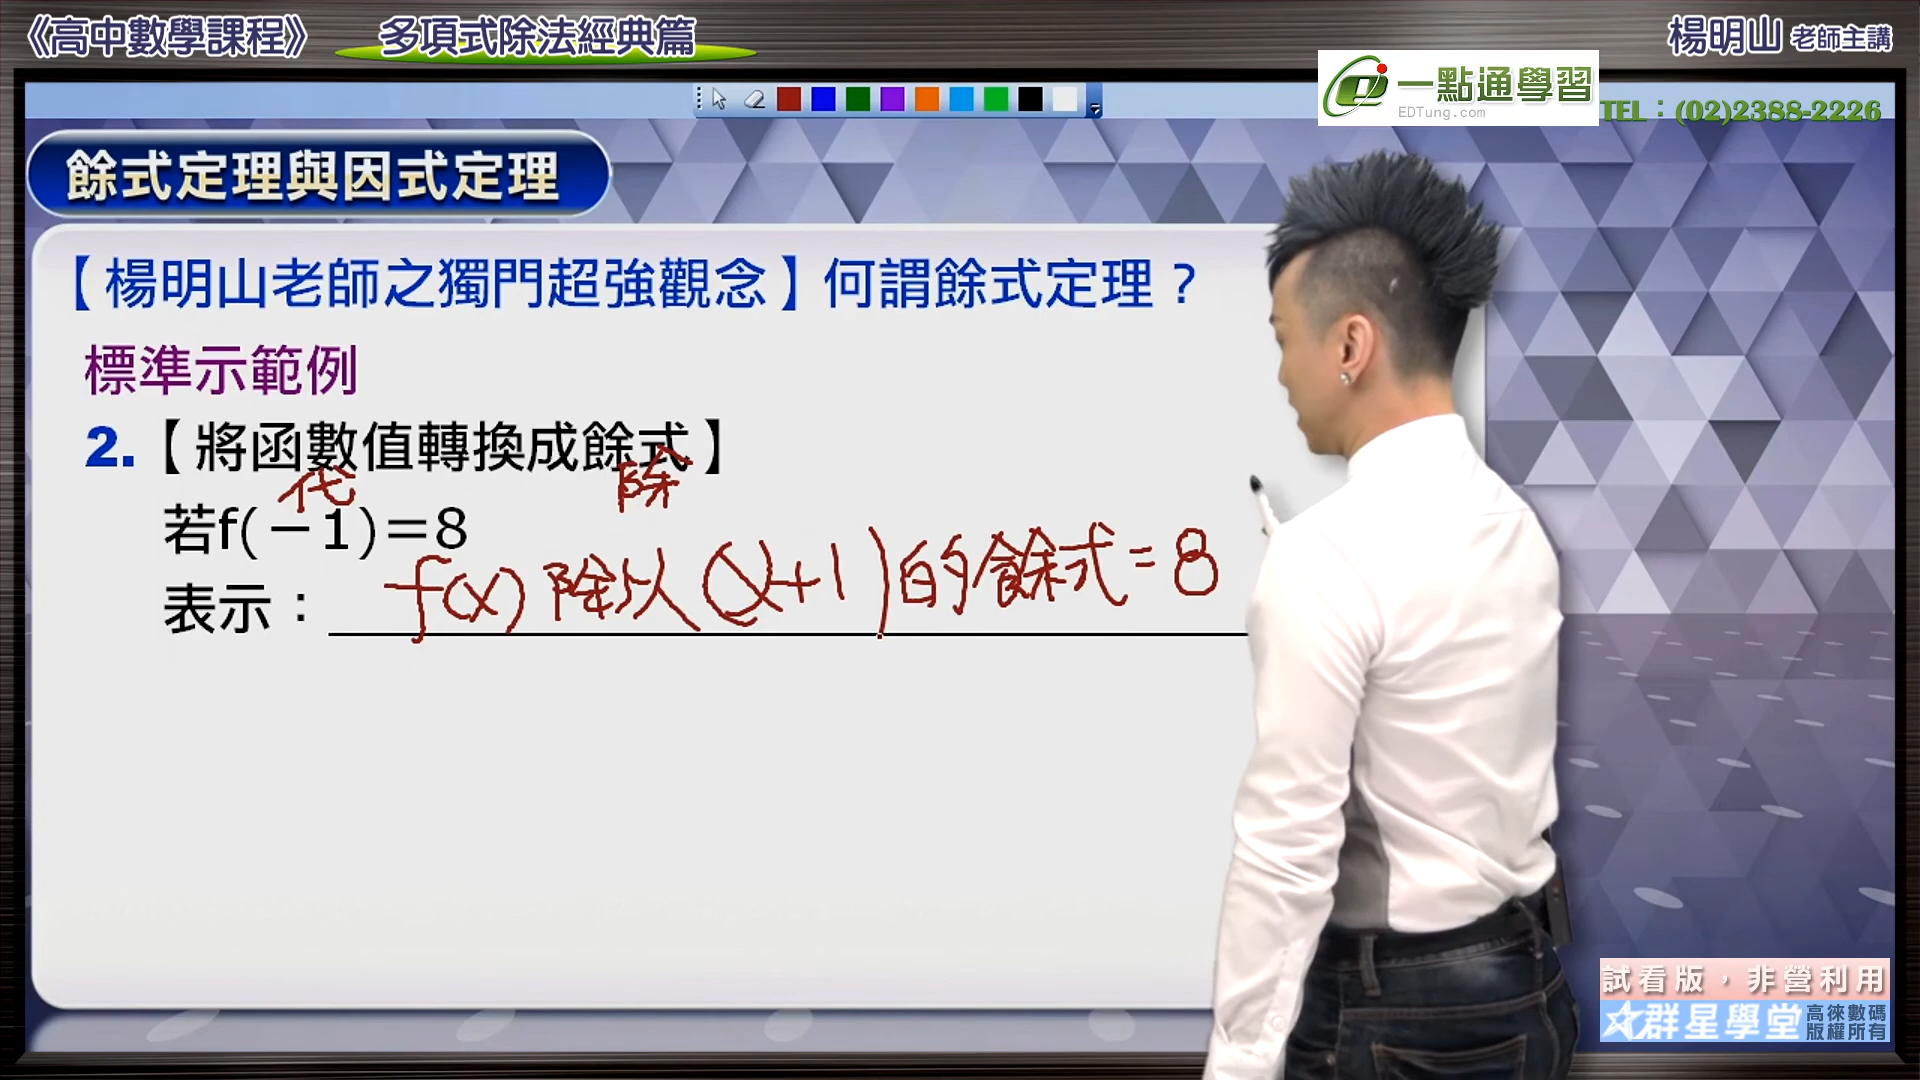 《高中數學課程》 多項式除法經典篇 楊明山 老師主講
一點通學習
EDTung.com
TEL：(02)2388-2226
餘式定理與因式定理
【楊明山老師之獨門超強觀念】何謂餘式定理？
標準示範例
2.【將函數值轉換成餘式】
代 除
若f(－1)＝8
表示： f(x) 除以 (x+1) 的餘式=8
試看版，非營利用
群星學堂 高徠數碼
版權所有